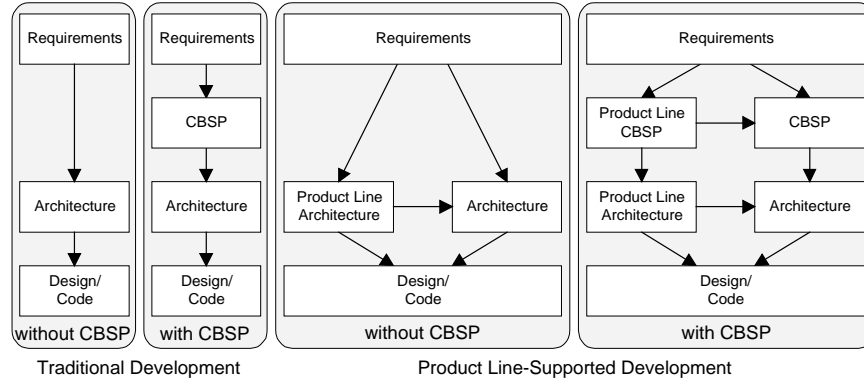 Requirements
Architecture
Design/
Code
without CBSP
Requirements
CBSP
Architecture
Design/
Code
with CBSP
Traditional Development
Requirements
Product Line
Architecture
Architecture
Design/
Code
without CBSP
Requirements
Product Line
CBSP
CBSP
Product Line
Architecture
Architecture
Design/
Code
with CBSP
Product Line-Supported Development